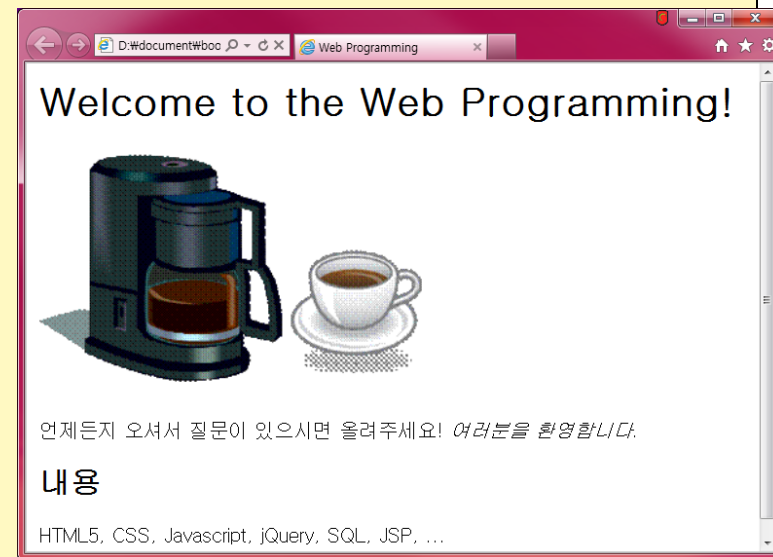 D:₩document₩boo
Web Programming
Welcome to the Web Programming!
언제든지 오셔서 질문이 있으시면 올려주세요! 여러분을 환영합니다.
내용
HTML5, CSS, Javascript, jQuery, SQL, JSP, ...